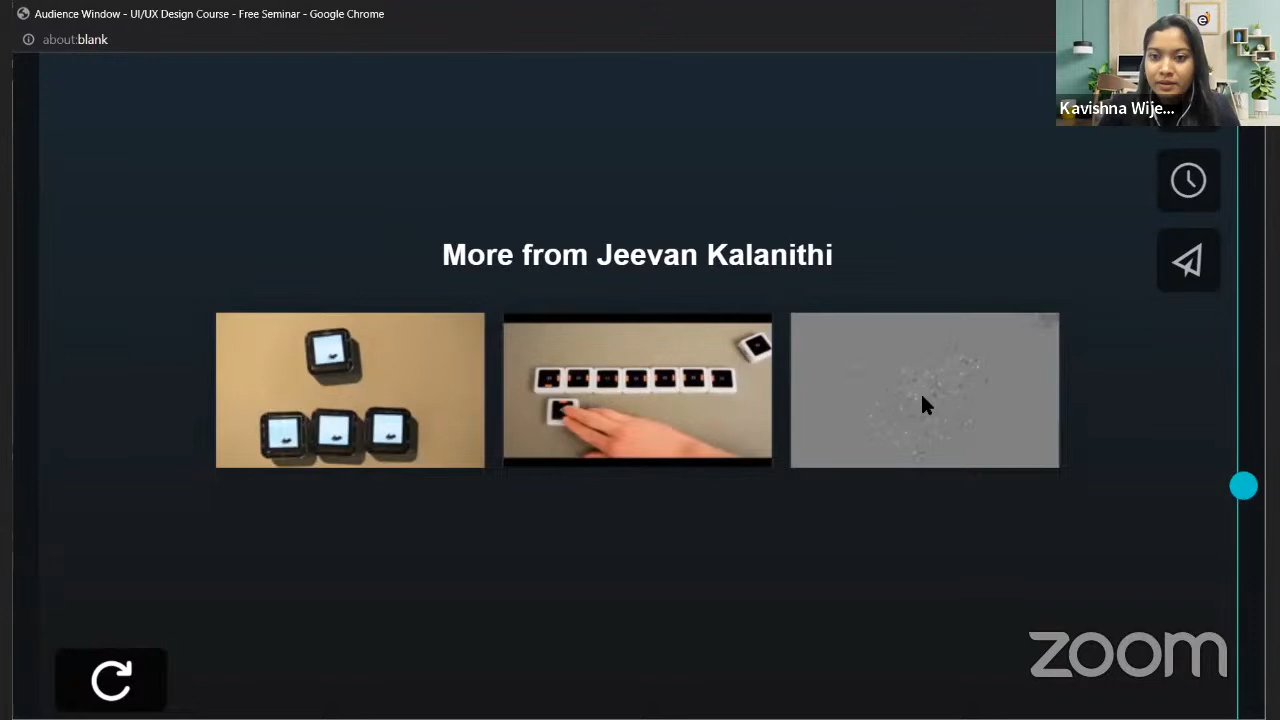 Audience Window - UI/UX Design Course - Free Seminar - Google Chrome
about:blank
Kavishna Wije...
More from Jeevan Kalanithi
zoom